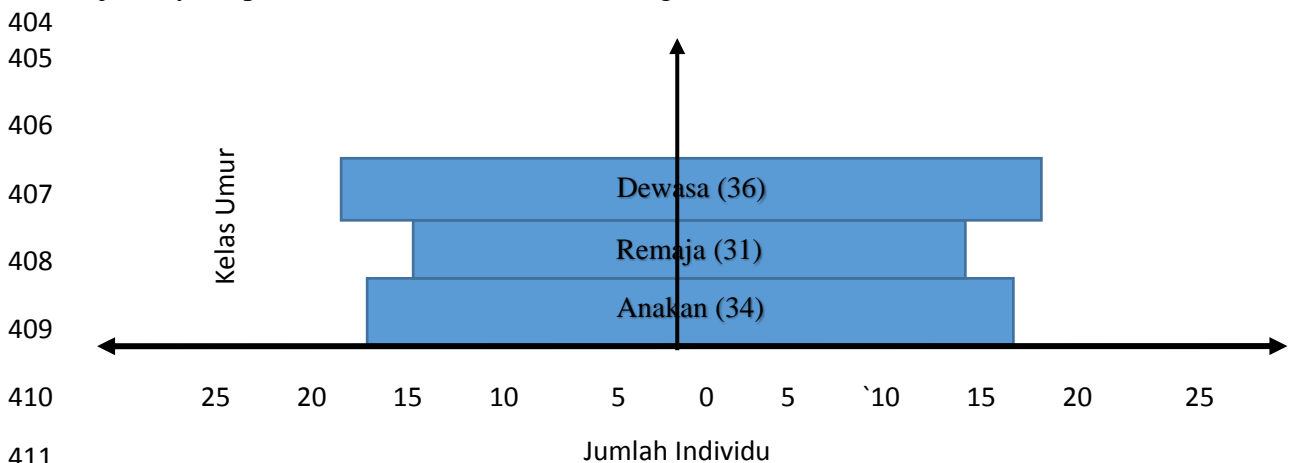 404
405
406
Kelas Umur
407 Dewasa (36)
408 Remaja (31)
409 Anakan (34)
410 25 20 15 10 5 0 5 `10 15 20 25
Jumlah Individu
411